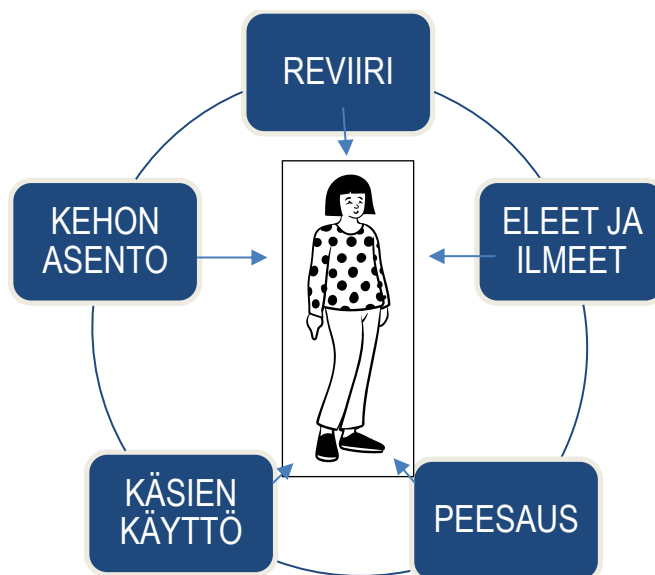 REVIIRI
KEHON
ASENTO
ELEET JA
ILMEET
KÄSIEN
KÄYTTÖ
PEESAUS